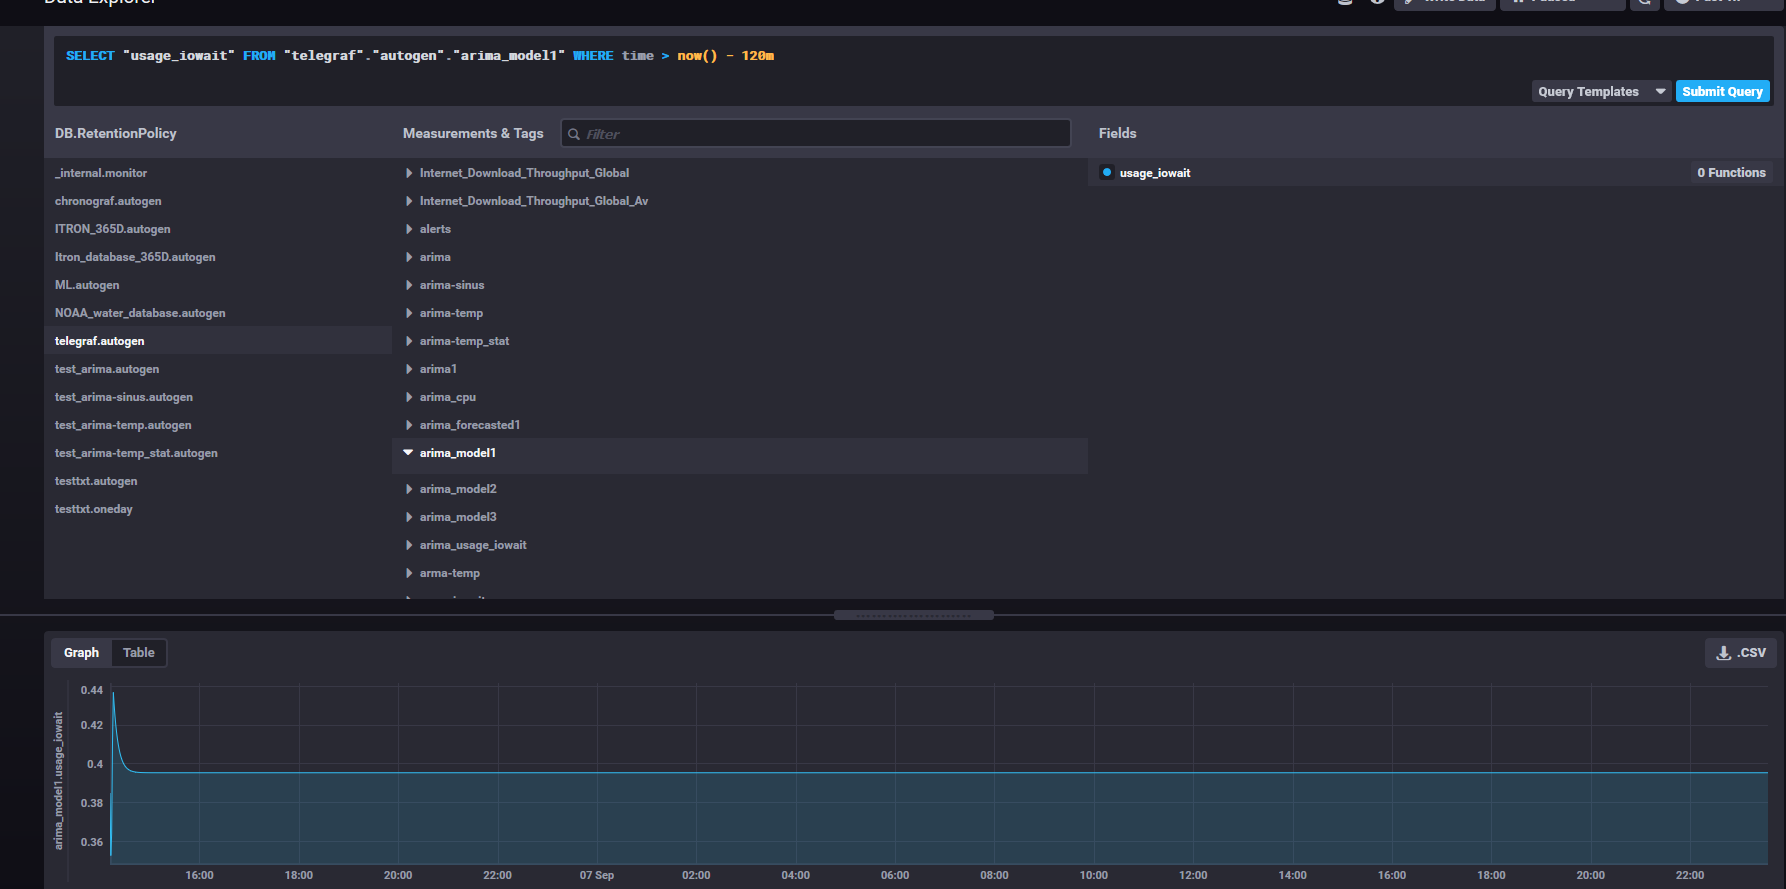 Data Explorer
SELECT "usage_iowait" FROM "telegraf"."autogen"."arima_model1" WHERE time > now() - 120m
Query Templates Submit Query
DB.RetentionPolicy Measurements & Tags Filter Fields
_internal.monitor Internet_Download_Throughput_Global usage_iowait 0 Functions
chronograf.autogen Internet_Download_Throughput_Global_Av
ITRON_365D.autogen alerts
Itron_database_365D.autogen arima
ML.autogen arima-sinus
NOAA_water_database.autogen arima-temp
telegraf.autogen arima-temp_stat
test_arima.autogen arima1
test_arima-sinus.autogen arima_cpu
test_arima-temp.autogen arima_forecasted1
test_arima-temp_stat.autogen arima_model1
testtxt.autogen arima_model2
testtxt.oneday arima_model3
arima_usage_iowait
arma-temp
Graph Table .CSV
arima_model1.usage_iowait
0.44
0.42
0.4
0.38
0.36
16:00 18:00 20:00 22:00 07 Sep 02:00 04:00 06:00 08:00 10:00 12:00 14:00 16:00 18:00 20:00 22:00